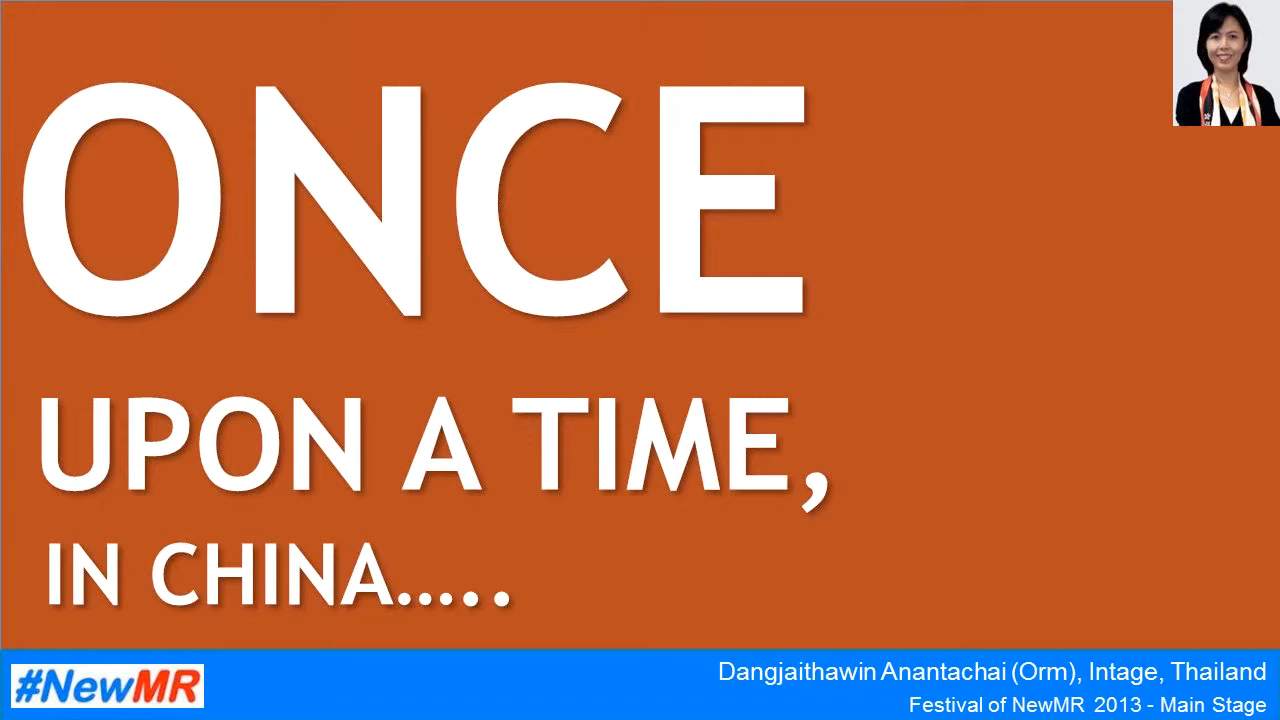 ONCE
UPON A TIME,
IN CHINA.....
#NewMR
Dangjaithawin Anantachai (Orm), Intage, Thailand
Festival of NewMR 2013 - Main Stage